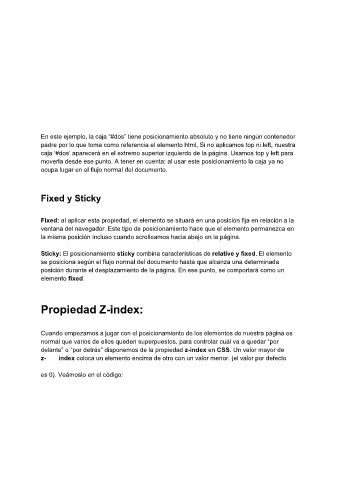 En este ejemplo, la caja “#dos” tiene posicionamiento absoluto y no tiene ningún contenedor
padre por lo que toma como referencia el elemento html, Si no aplicamos top ni left, nuestra
caja ‘#dos’ aparecerá en el extremo superior izquierdo de la página. Usamos top y left para
moverla desde ese punto. A tener en cuenta: al usar este posicionamiento la caja ya no
ocupa lugar en el flujo normal del documento.
Fixed y Sticky
Fixed: al aplicar esta propiedad, el elemento se situará en una posición fija en relación a la
ventana del navegador. Este tipo de posicionamiento hace que el elemento permanezca en
la misma posición incluso cuando scrolleamos hacia abajo en la página.
Sticky: El posicionamiento sticky combina características de relative y fixed. El elemento
se posiciona según el flujo normal del documento hasta que alcanza una determinada
posición durante el desplazamiento de la página. En ese punto, se comportará como un
elemento fixed.
Propiedad Z-index:
Cuando empezamos a jugar con el posicionamiento de los elementos de nuestra página es
normal que varios de ellos queden superpuestos. para controlar cuál va a quedar “por
delante” o “por detrás” disponemos de la propiedad z-index en CSS. Un valor mayor de
z- index coloca un elemento encima de otro con un valor menor. (el valor por defecto
es 0). Veámoslo en el código: